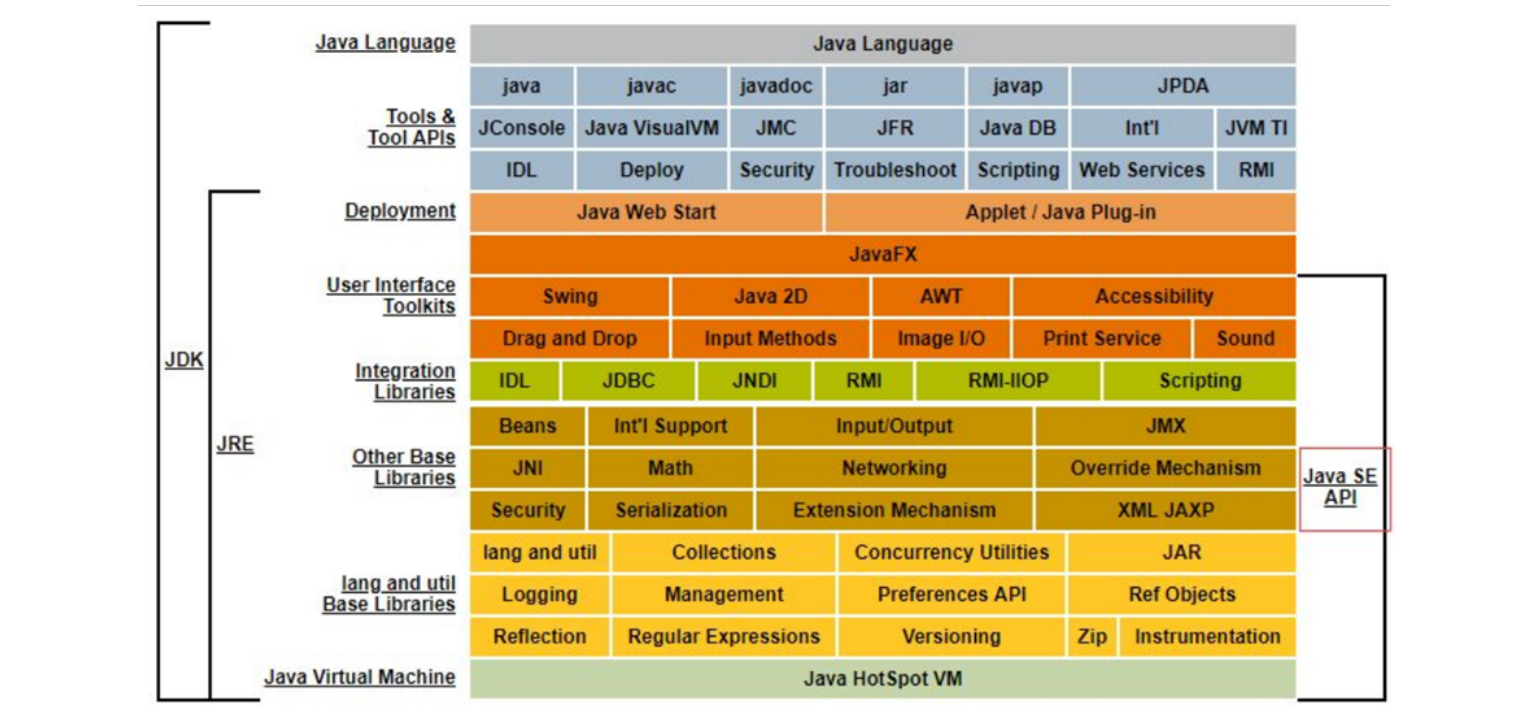 Java Language
Java Language
java javac javadoc jar javap JPDA
Tools &
Tool APIs
JConsole Java VisualVM JMC JFR Java DB Int'l JVM TI
IDL Deploy Security Troubleshoot Scripting Web Services RMI
Deployment
Java Web Start Applet / Java Plug-in
JavaFX
User Interface
Toolkits
Swing Java 2D AWT Accessibility
Drag and Drop Input Methods Image I/O Print Service Sound
JDK
Integration
Libraries
IDL JDBC JNDI RMI RMI-IIOP Scripting
JRE
Beans Int'l Support Input/Output JMX
Other Base
Libraries
JNI Math Networking Override Mechanism
Java SE
API
Security Serialization Extension Mechanism XML JAXP
lang and util Collections Concurrency Utilities JAR
lang and util
Base Libraries
Logging Management Preferences API Ref Objects
Reflection Regular Expressions Versioning Zip Instrumentation
Java Virtual Machine
Java HotSpot VM